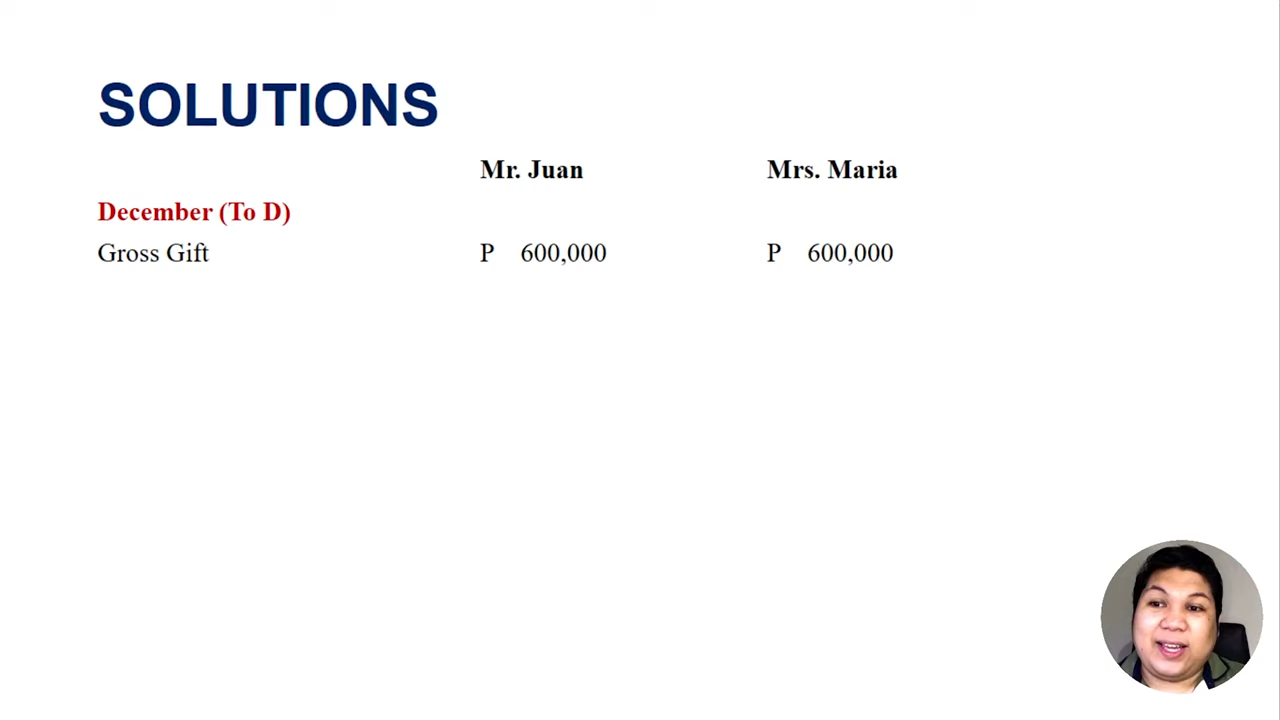 SOLUTIONS
Mr. Juan Mrs. Maria
December (To D)
Gross Gift P 600,000 P 600,000